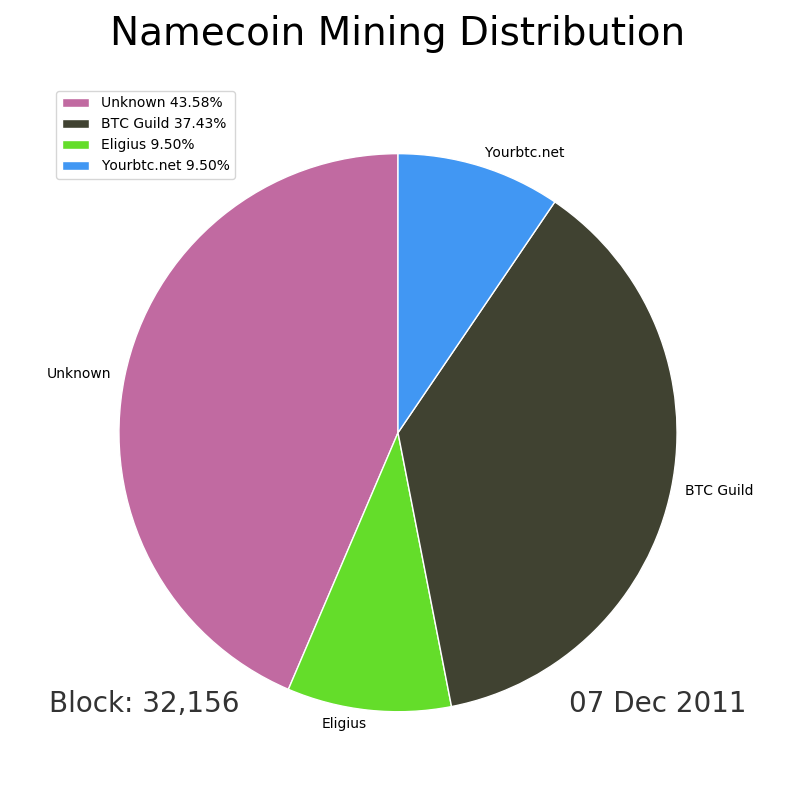 Namecoin Mining Distribution
Unknown 43.58%
BTC Guild 37.43%
Eligius 9.50%
Yourbtc.net 9.50%
Yourbtc.net
Unknown
BTC Guild
Eligius
Block: 32,156
07 Dec 2011